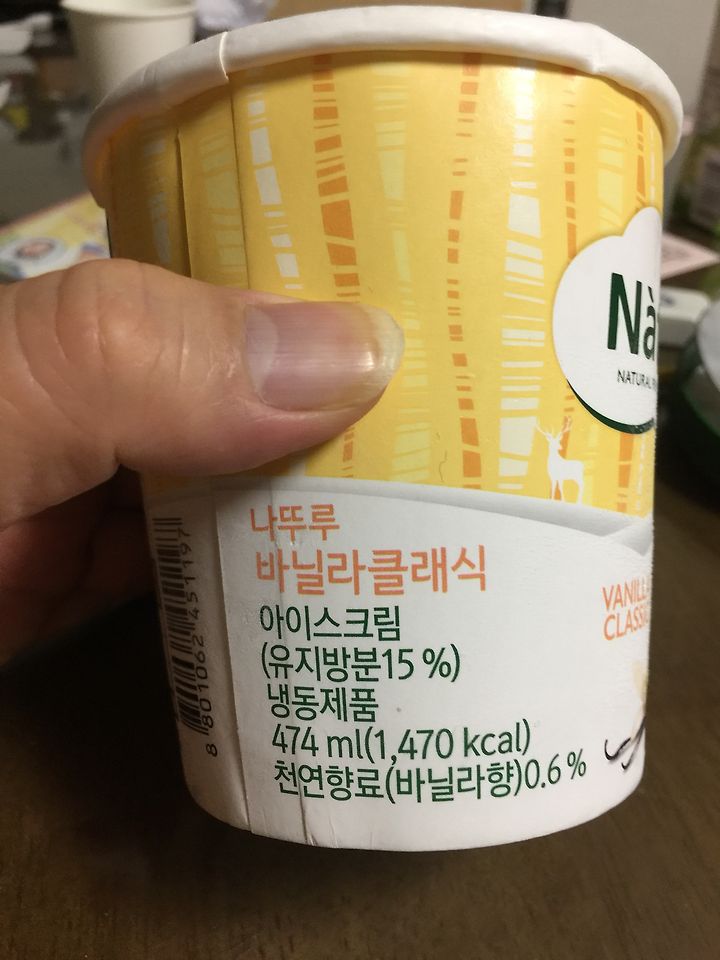 Nà
NATURAL
나뚜루
바닐라클래식
아이스크림
(유지방분15 %)
냉동제품
474 ml(1,470 kcal)
천연향료(바닐라향)0.6 %
VANILL
CLASSIC
8 801062 451197